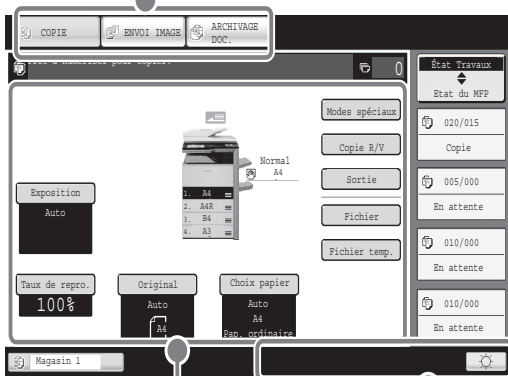 COPIE
ENVOI IMAGE
ARCHIVAGE
DOC.
à numériser pour copier.
0
État Travaux
Etat du MFP
020/015
Copie
005/000
En attente
010/000
En attente
010/000
En attente
Modes spéciaux
Copie R/V
Sortie
Fichier
Fichier temp.
Normal
A4
1. A4
2. A4R
3. B4
4. A3
Exposition
Auto
Taux de repro.
100%
Original
Auto
A4
Choix papier
Auto
A4
Pap. ordinaire
Magasin 1